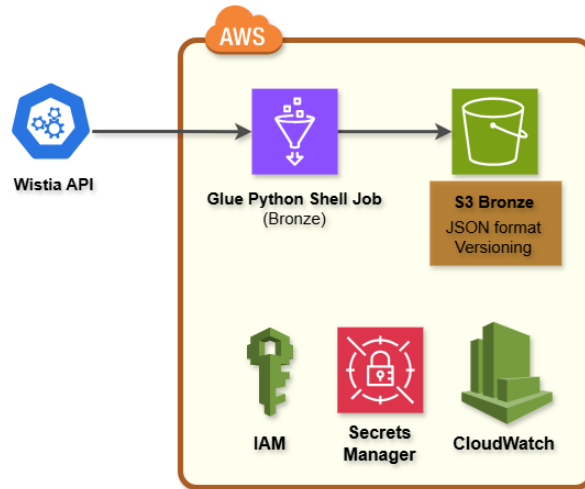 AWS
Wistia API
Glue Python Shell Job
(Bronze)
S3 Bronze
JSON format
Versioning
IAM
Secrets
Manager
CloudWatch